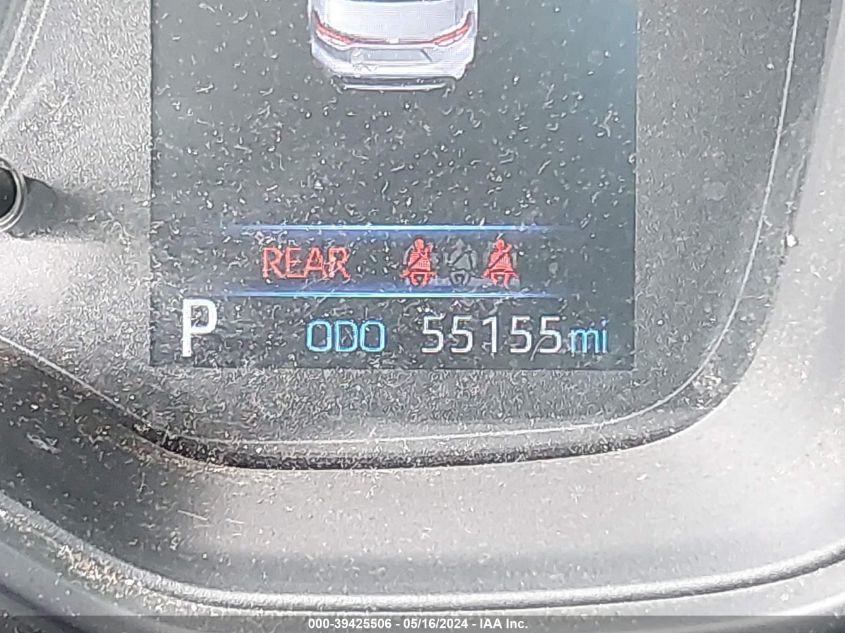 REAR
P ODO 55155mi
000-39425506 - 05/16/2024 - IAA Inc.